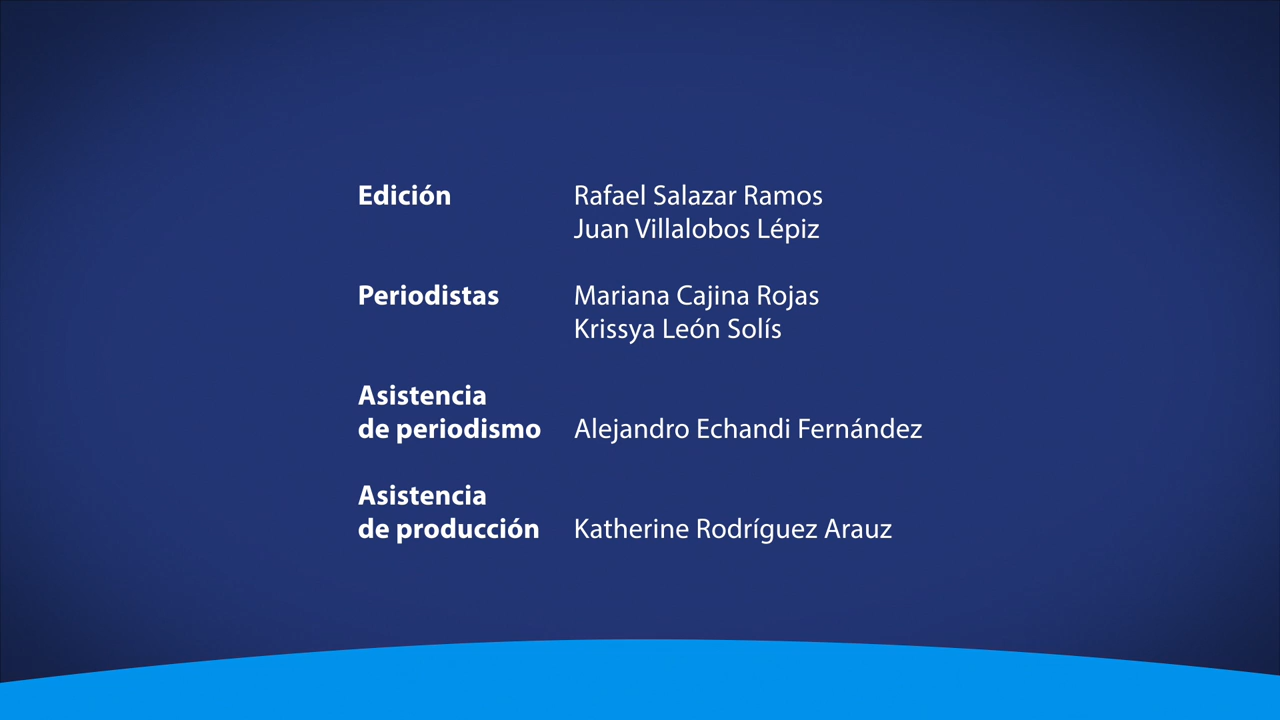 Edición Rafael Salazar Ramos
Juan Villalobos Lépiz
Periodistas Mariana Cajina Rojas
Krissya León Solís
Asistencia
de periodismo Alejandro Echandi Fernández
Asistencia
de producción Katherine Rodríguez Arauz